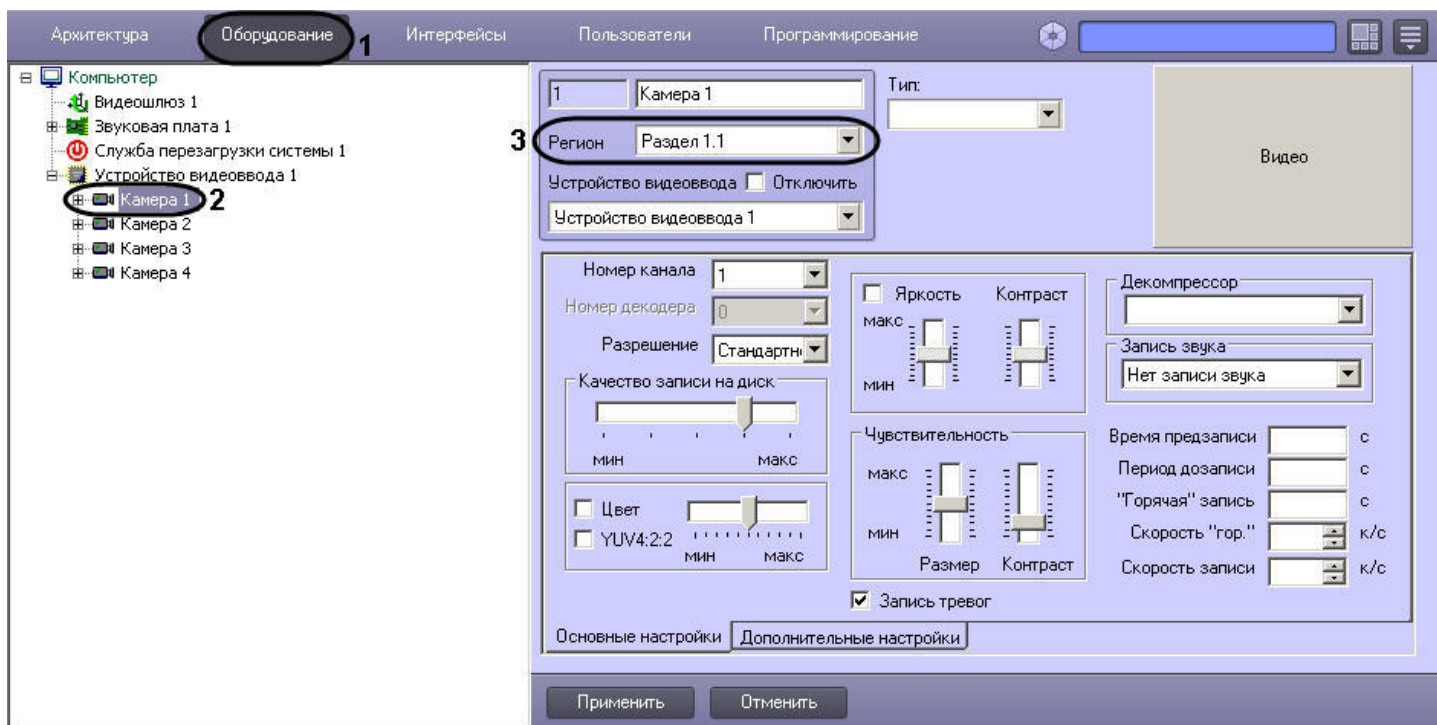 Архитектура Оборудование 1 Интерфейсы Пользователи Программирование
Компьютер
Видеошлюз 1
Звуковая плата 1
Служба перезагрузки системы 1
Устройство видеоввода 1
Камера 1 2
Камера 2
Камера 3
Камера 4
1 Камера 1
3 Регион Раздел 1.1
Устройство видеоввода Отключить
Устройство видеоввода 1
Тип:
Видео
Номер канала 1
Номер декодера 0
Разрешение Стандартн
Качество записи на диск
мин макс
Цвет
YUV4:2:2
мин макс
Яркость Контраст
макс
мин
Чувствительность
макс
мин
Размер Контраст
Запись тревог
Декомпрессор
Запись звука
Нет записи звука
Время предзаписи с
Период дозаписи с
"Горячая" запись с
Скорость "гор." к/с
Скорость записи к/с
Основные настройки Дополнительные настройки
Применить Отменить